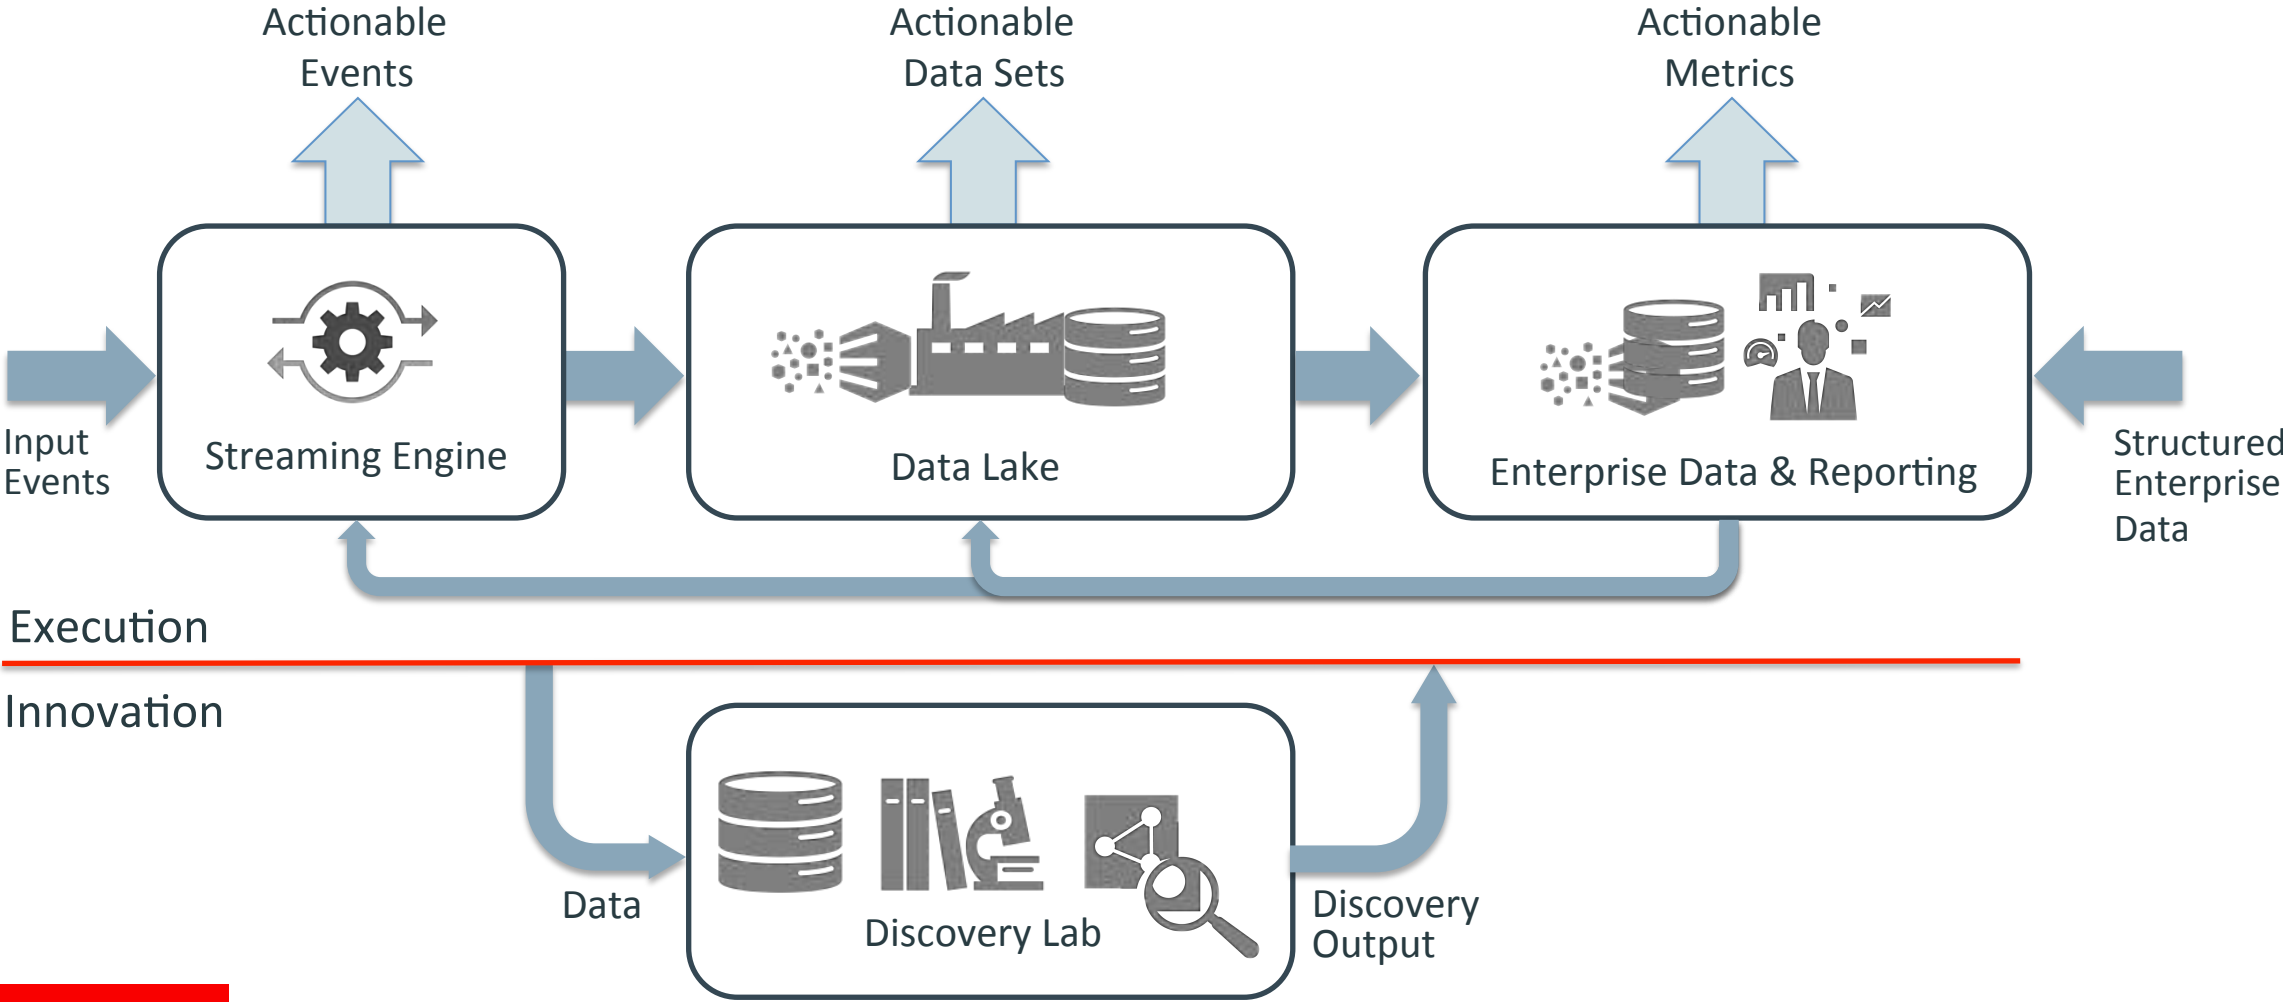 Actionable
Events
Actionable
Data Sets
Actionable
Metrics
Input
Events
Streaming Engine
Data Lake
Enterprise Data & Reporting
Structured
Enterprise
Data
Execution
Innovation
Data
Discovery Lab
Discovery
Output